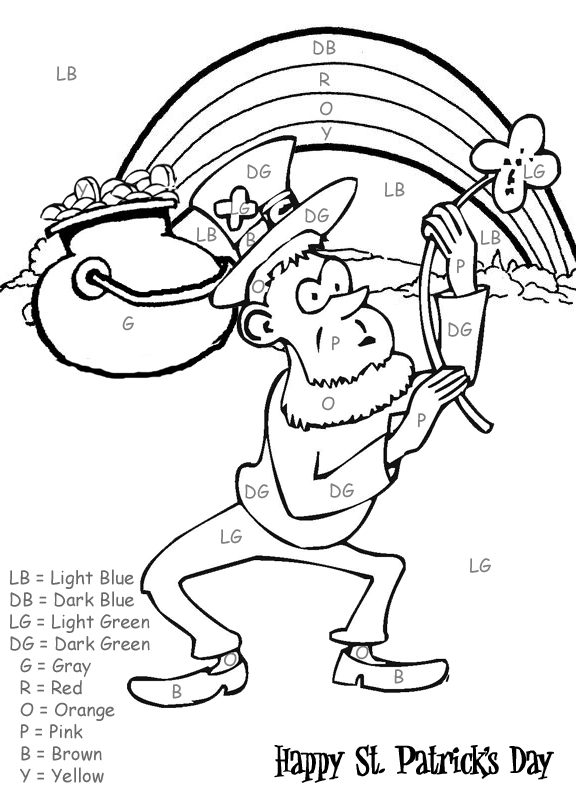 DB
LB
R
O
Y
DG
LG
Y
LB
LG
DG
LB
B
LB
P
O
G
DG
P
O
P
DG
DG
LG
LG
LB = Light Blue
DB = Dark Blue
LG = Light Green
DG = Dark Green
G = Gray
R = Red
O = Orange
P = Pink
B = Brown
Y = Yellow
O
O
B
B
Happy St. Patrick's Day